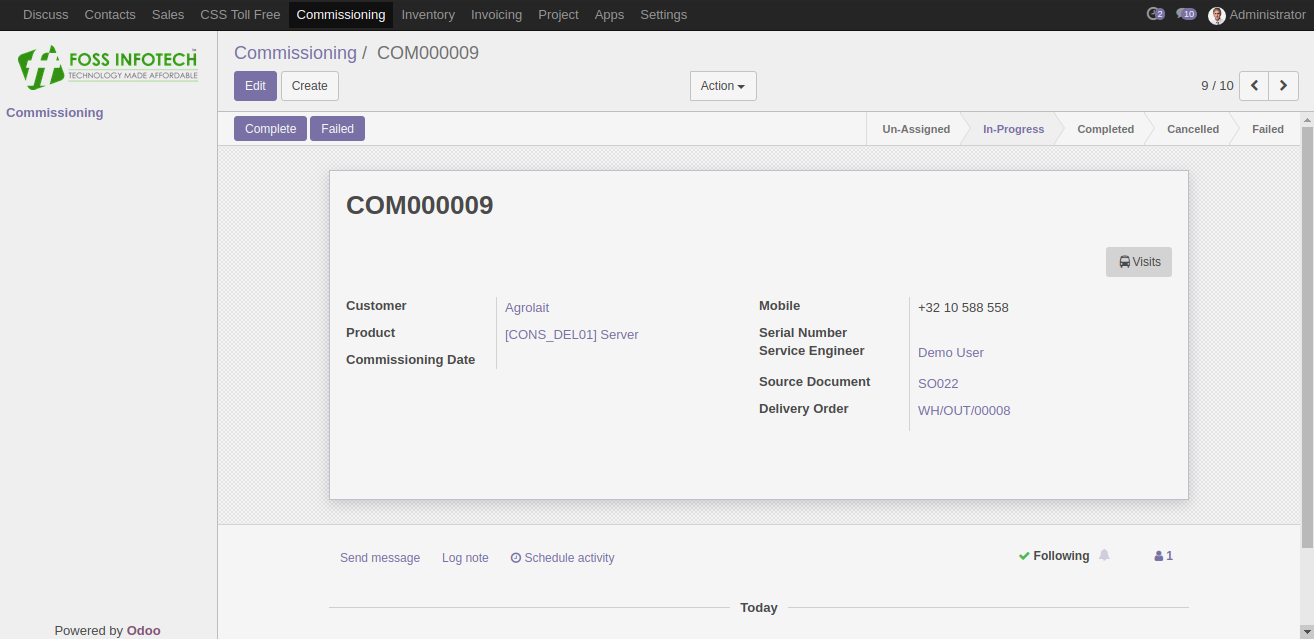 Discuss Contacts Sales CSS Toll Free Commissioning Inventory Invoicing Project Apps Settings 2 10 Administrator
FOSS INFOTECH
TECHNOLOGY MADE AFFORDABLE
Commissioning
Commissioning / COM000009
Edit Create Action 9 / 10
Complete Failed Un-Assigned In-Progress Completed Cancelled Failed
COM000009
Visits
Customer Agrolait
Product [CONS_DEL01] Server
Commissioning Date
Mobile +32 10 588 558
Serial Number
Service Engineer Demo User
Source Document SO022
Delivery Order WH/OUT/00008
Send message Log note Schedule activity Following 1
Today
Powered by Odoo